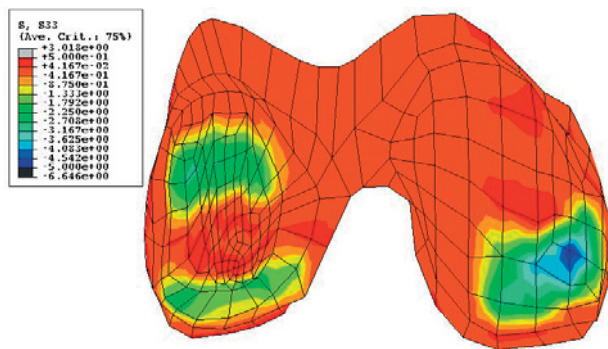 S, S33
(Ave. Crit.: 75%)
+3.018e+00
+5.000e-01
+4.167e-02
-4.167e-01
-8.750e-01
-1.333e+00
-1.792e+00
-2.250e+00
-2.708e+00
-3.167e+00
-3.625e+00
-4.083e+00
-4.542e+00
-5.000e+00
-6.646e+00